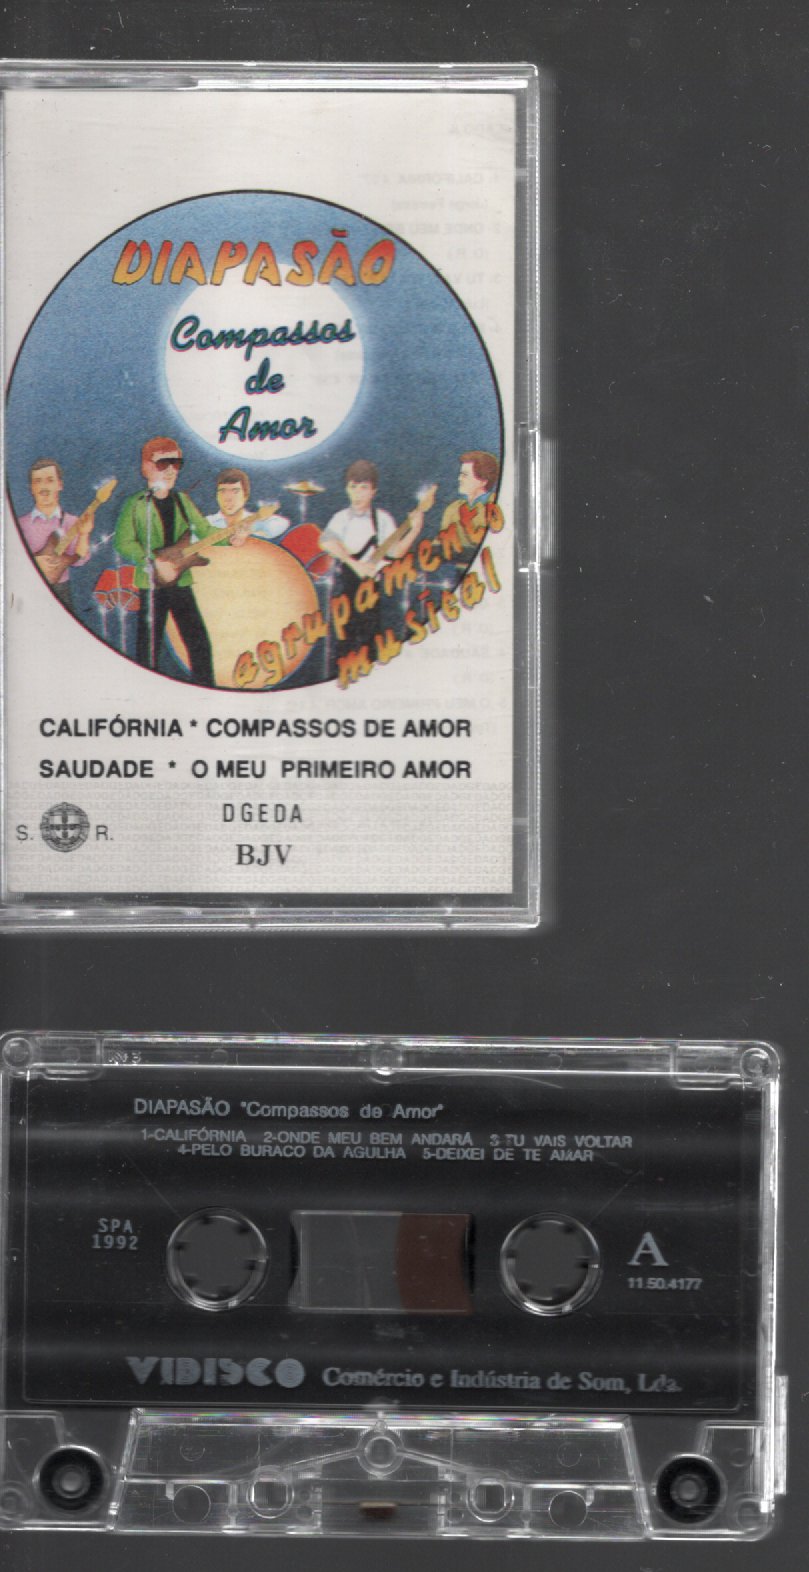 DIAPASÃO
Compassos
de
Amor
agrupamento
musical
CALIFÓRNIA * COMPASSOS DE AMOR
SAUDADE * O MEU PRIMEIRO AMOR
DGEDA
S. R.
BJV
DIAPASÃO "Compassos de Amor"
1-CALIFÓRNIA 2-ONDE MEU BEM ANDARÁ 3-TU VAIS VOLTAR
4-PELO BURACO DA AGULHA 5-DEIXEI DE TE AMAR
SPA
1992
A
11.50.4177
VIDISCO Comércio e Indústria de Som, Lda.